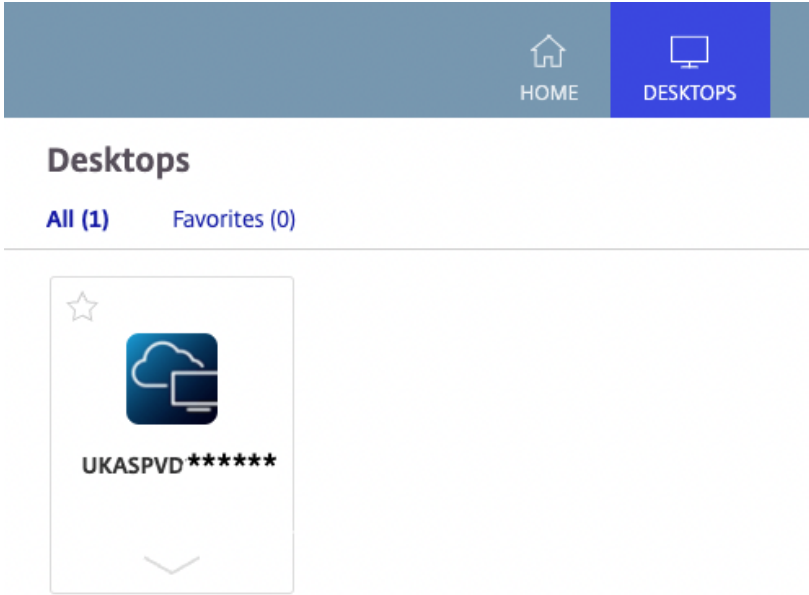 HOME
DESKTOPS
Desktops
All (1)
Favorites (0)
UKASPVD******